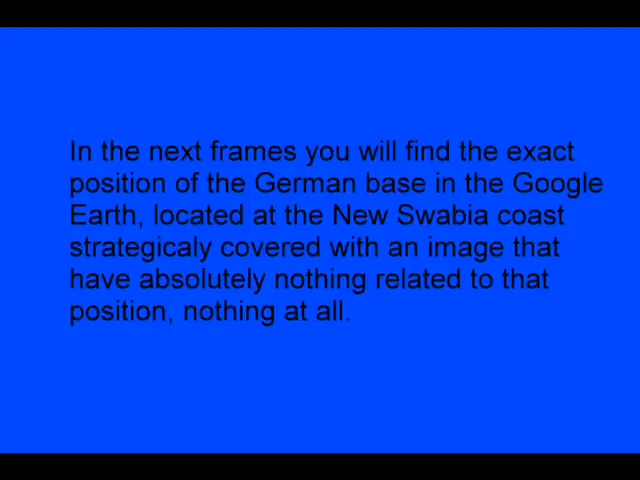 In the next frames you will find the exact
position of the German base in the Google
Earth, located at the New Swabia coast
strategicaly covered with an image that
have absolutely nothing related to that
position, nothing at all.